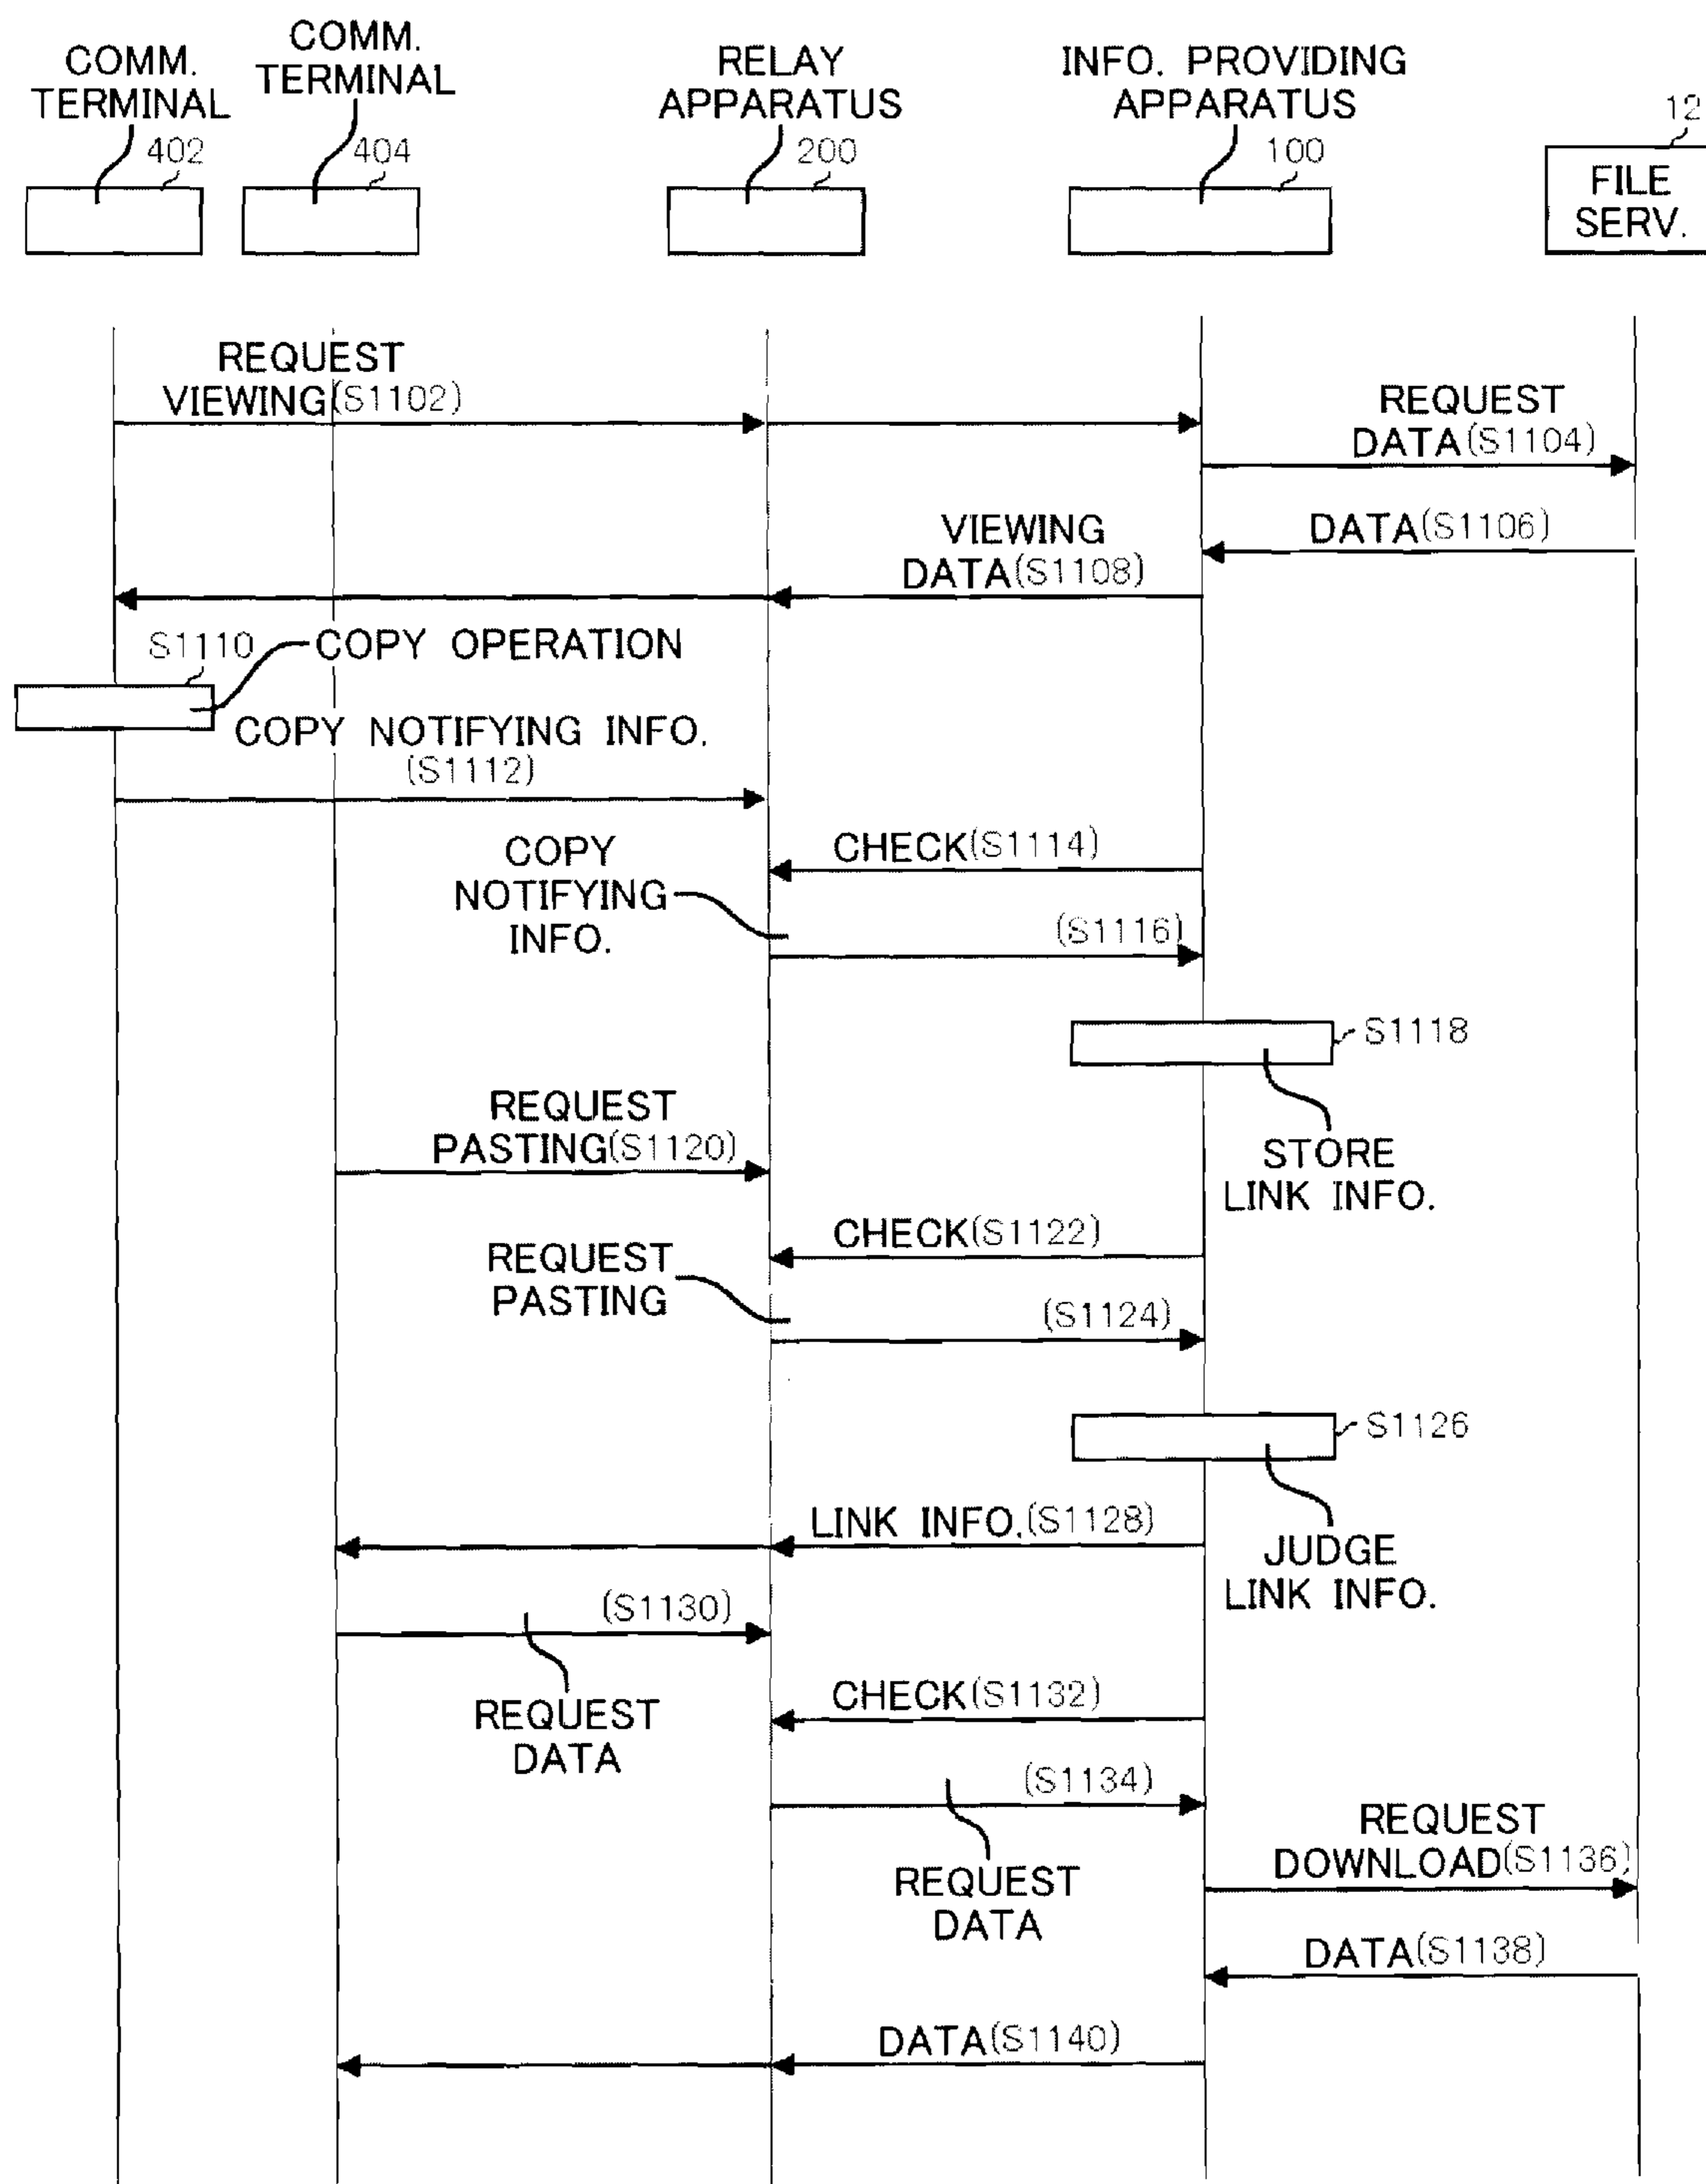 COMM.
TERMINAL
402
COMM.
TERMINAL
404
RELAY
APPARATUS
200
INFO. PROVIDING
APPARATUS
100
12
FILE
SERV.
REQUEST
VIEWING(S1102)
REQUEST
DATA(S1104)
DATA(S1106)
VIEWING
DATA(S1108)
S1110
COPY OPERATION
COPY NOTIFYING INFO.
(S1112)
CHECK(S1114)
COPY
NOTIFYING
INFO.
(S1116)
S1118
STORE
LINK INFO.
REQUEST
PASTING(S1120)
CHECK(S1122)
REQUEST
PASTING
(S1124)
S1126
JUDGE
LINK INFO.
LINK INFO.(S1128)
(S1130)
REQUEST
DATA
CHECK(S1132)
(S1134)
REQUEST
DATA
REQUEST
DOWNLOAD(S1136)
DATA(S1138)
DATA(S1140)